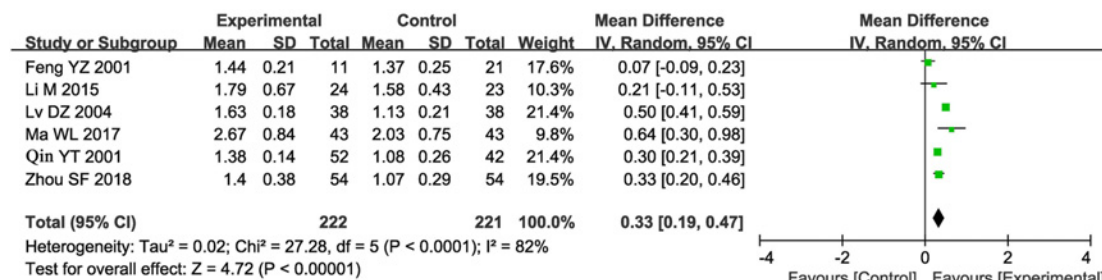 Experimental Control Mean Difference Mean Difference
Study or Subgroup Mean SD Total Mean SD Total Weight IV, Random, 95% CI IV, Random, 95% CI
Feng YZ 2001 1.44 0.21 11 1.37 0.25 21 17.6% 0.07 [-0.09, 0.23]
Li M 2015 1.79 0.67 24 1.58 0.43 23 10.3% 0.21 [-0.11, 0.53]
Lv DZ 2004 1.63 0.18 38 1.13 0.21 38 21.4% 0.50 [0.41, 0.59]
Ma WL 2017 2.67 0.84 43 2.03 0.75 43 9.8% 0.64 [0.30, 0.98]
Qin YT 2001 1.38 0.14 52 1.08 0.26 42 21.4% 0.30 [0.21, 0.39]
Zhou SF 2018 1.4 0.38 54 1.07 0.29 54 19.5% 0.33 [0.20, 0.46]
Total (95% CI) 222 221 100.0% 0.33 [0.19, 0.47]
Heterogeneity: Tau² = 0.02; Chi² = 27.28, df = 5 (P < 0.0001); I² = 82%
Test for overall effect: Z = 4.72 (P < 0.00001)
-4 -2 0 2 4
Favours [Control] Favours [Experimental]